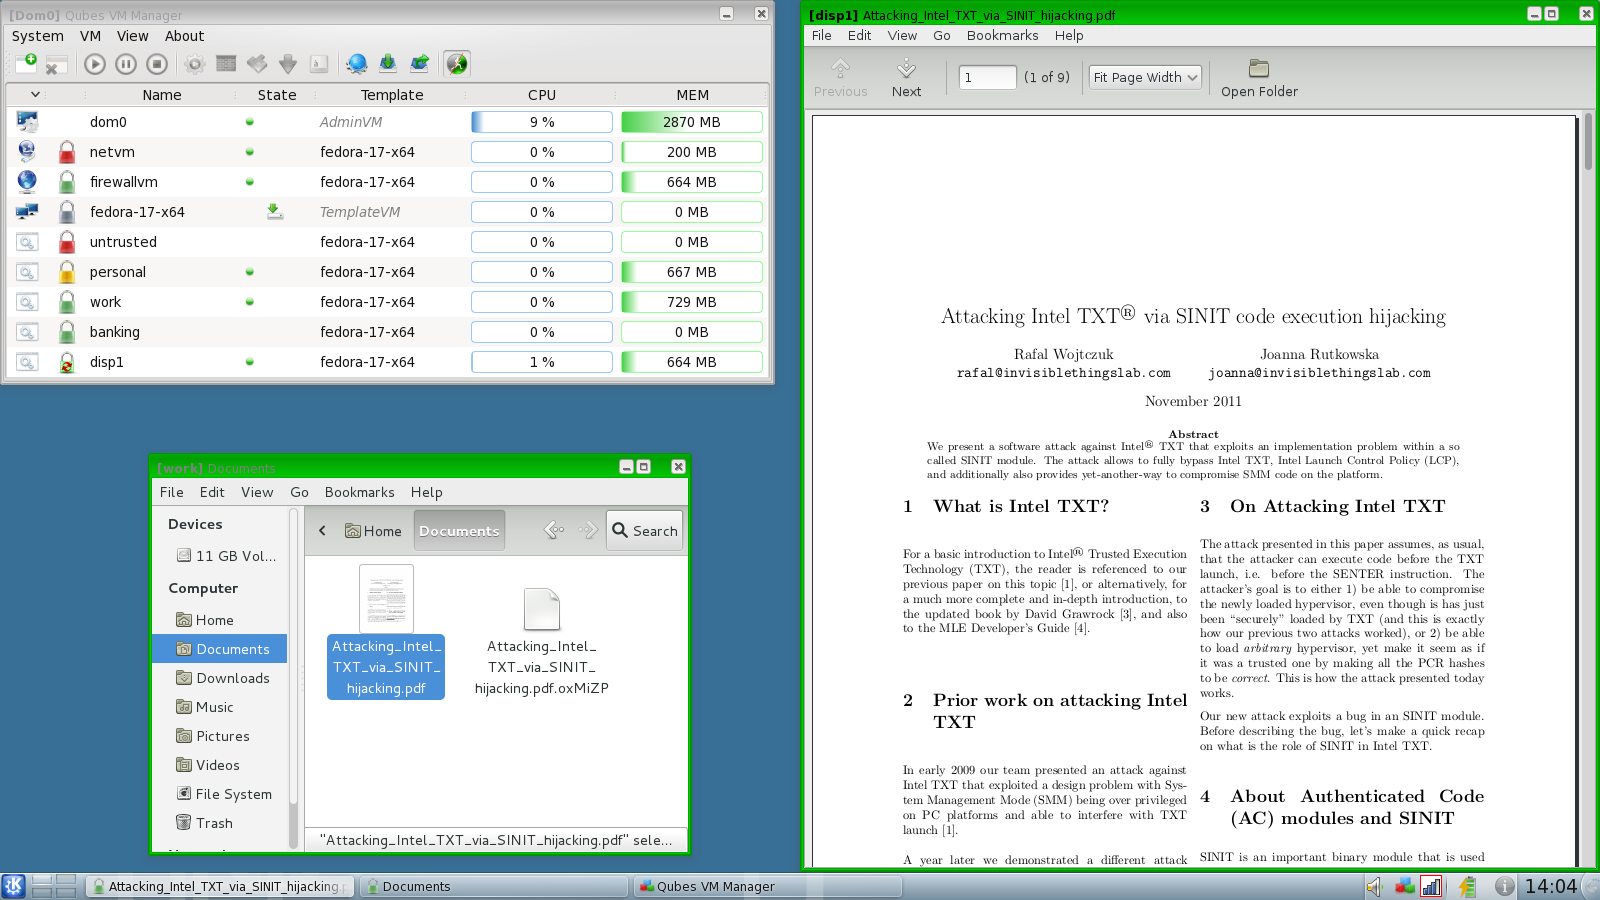 [Dom0] Qubes VM Manager
System VM View About
Name State Template CPU MEM
dom0 AdminVM 9 % 2870 MB
netvm fedora-17-x64 0 % 200 MB
firewallvm fedora-17-x64 0 % 664 MB
fedora-17-x64 TemplateVM 0 % 0 MB
untrusted fedora-17-x64 0 % 0 MB
personal fedora-17-x64 0 % 667 MB
work fedora-17-x64 0 % 729 MB
banking fedora-17-x64 0 % 0 MB
disp1 fedora-17-x64 1 % 664 MB
[work] Documents
File Edit View Go Bookmarks Help
Devices
11 GB Vol...
Computer
Home
Documents
Downloads
Music
Pictures
Videos
File System
Trash
Home Documents Search
Attacking_Intel_
TXT_via_SINIT_
hijacking.pdf
Attacking_Intel_
TXT_via_SINIT_
hijacking.pdf.oxMiZP
"Attacking_Intel_TXT_via_SINIT_hijacking.pdf" sele...
[disp1] Attacking_Intel_TXT_via_SINIT_hijacking.pdf
File Edit View Go Bookmarks Help
Previous Next 1 (1 of 9) Fit Page Width Open Folder
Attacking Intel TXT® via SINIT code execution hijacking
Rafal Wojtczuk
rafal@invisiblethingslab.com
Joanna Rutkowska
joanna@invisiblethingslab.com
November 2011
Abstract
We present a software attack against Intel® TXT that exploits an implementation problem within a so
called SINIT module. The attack allows to fully bypass Intel TXT, Intel Launch Control Policy (LCP),
and additionally also provides yet-another-way to compromise SMM code on the platform.
1 What is Intel TXT?
For a basic introduction to Intel® Trusted Execution
Technology (TXT), the reader is referenced to our
previous paper on this topic [1], or alternatively, for
a much more complete and in-depth introduction, to
the updated book by David Grawrock [3], and also
to the MLE Developer's Guide [4].
2 Prior work on attacking Intel
TXT
In early 2009 our team presented an attack against
Intel TXT that exploited a design problem with Sys-
tem Management Mode (SMM) being over privileged
on PC platforms and able to interfere with TXT
launch [1].
A year later we demonstrated a different attack
3 On Attacking Intel TXT
The attack presented in this paper assumes, as usual,
that the attacker can execute code before the TXT
launch, i.e. before the SENTER instruction. The
attacker's goal is to either 1) be able to compromise
the newly loaded hypervisor, even though is has just
been “securely” loaded by TXT (and this is exactly
how our previous two attacks worked), or 2) be able
to load arbitrary hypervisor, yet make it seem as if
it was a trusted one by making all the PCR hashes
to be correct. This is how the attack presented today
works.
Our new attack exploits a bug in an SINIT module.
Before describing the bug, let's make a quick recap
on what is the role of SINIT in Intel TXT.
4 About Authenticated Code
(AC) modules and SINIT
SINIT is an important binary module that is used
Attacking_Intel_TXT_via_SINIT_hijacking.p
Documents
Qubes VM Manager
14:04